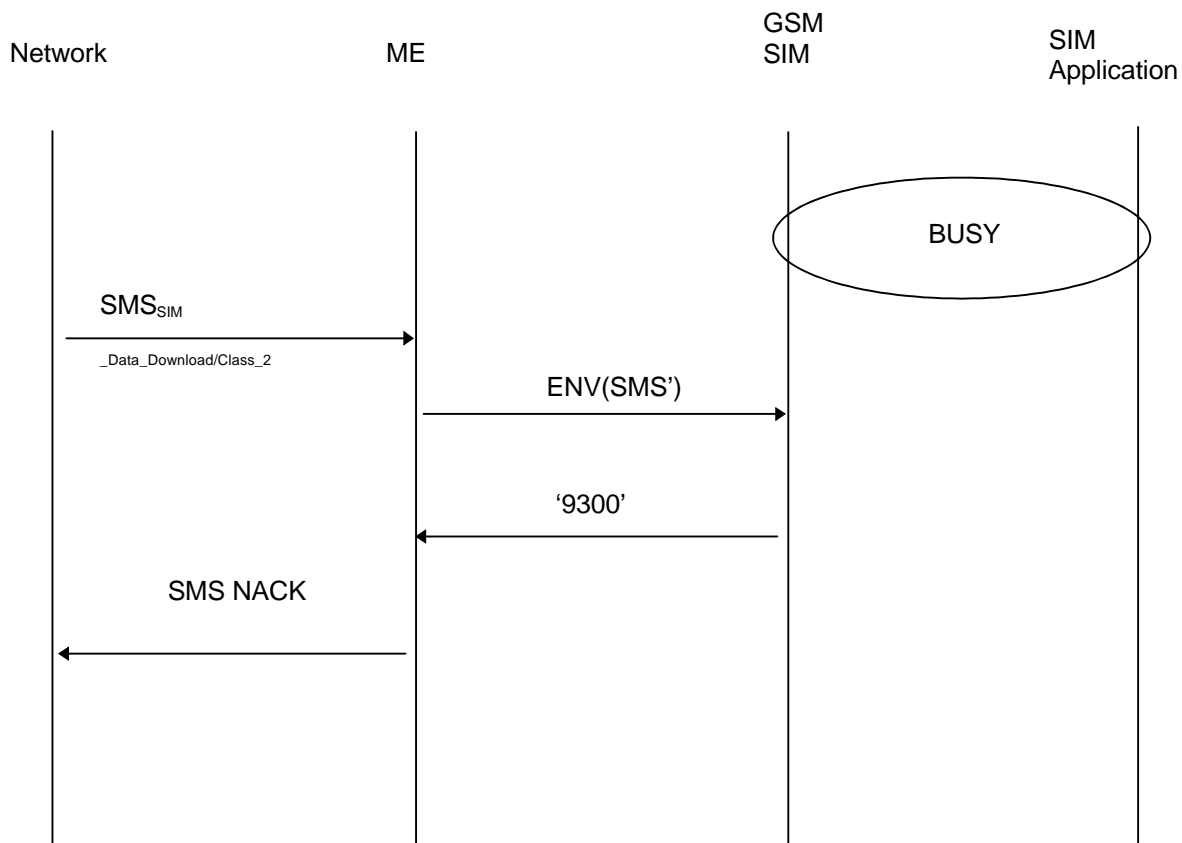 Network
ME
GSM
SIM
SIM
Application
BUSY
SMSSIM
_Data_Download/Class_2
ENV(SMS’)
‘9300’
SMS NACK